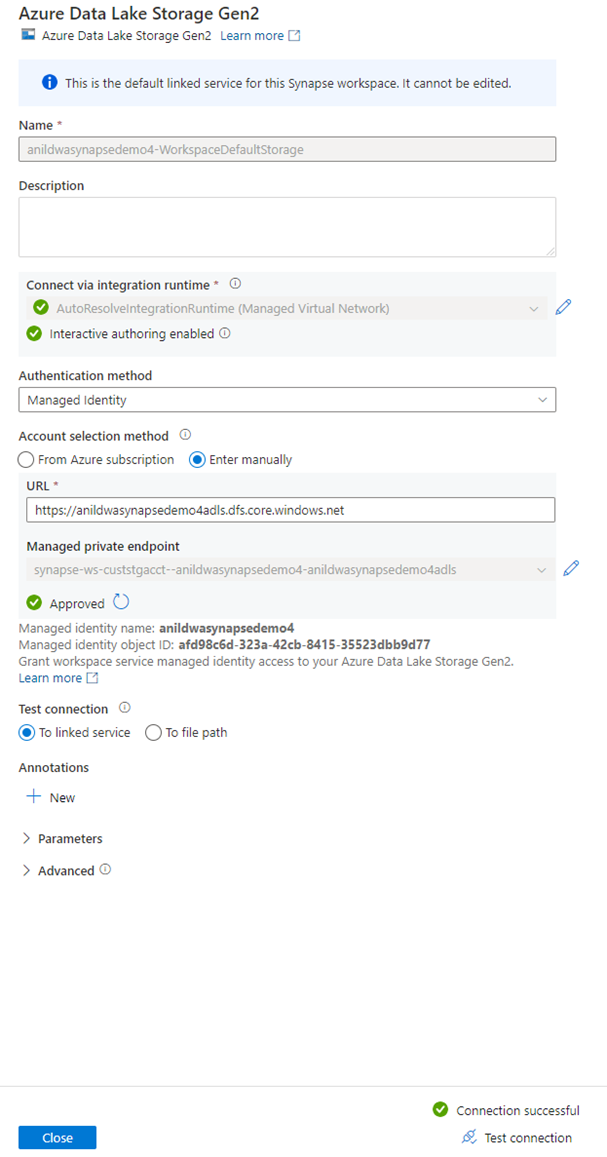 Azure Data Lake Storage Gen2
Azure Data Lake Storage Gen2 Learn more
This is the default linked service for this Synapse workspace. It cannot be edited.
Name *
anildwasynapsedemo4-WorkspaceDefaultStorage
Description
Connect via integration runtime *
AutoResolveIntegrationRuntime (Managed Virtual Network)
Interactive authoring enabled
Authentication method
Managed Identity
Account selection method
From Azure subscription Enter manually
URL *
https://anildwasynapsedemo4adls.dfs.core.windows.net
Managed private endpoint
synapse-ws-custstgacct--anildwasynapsedemo4-anildwasynapsedemo4adls
Approved
Managed identity name: anildwasynapsedemo4
Managed identity object ID: afd98c6d-323a-42cb-8415-35523dbb9d77
Grant workspace service managed identity access to your Azure Data Lake Storage Gen2.
Learn more
Test connection
To linked service To file path
Annotations
New
Parameters
Advanced
Connection successful
Close Test connection